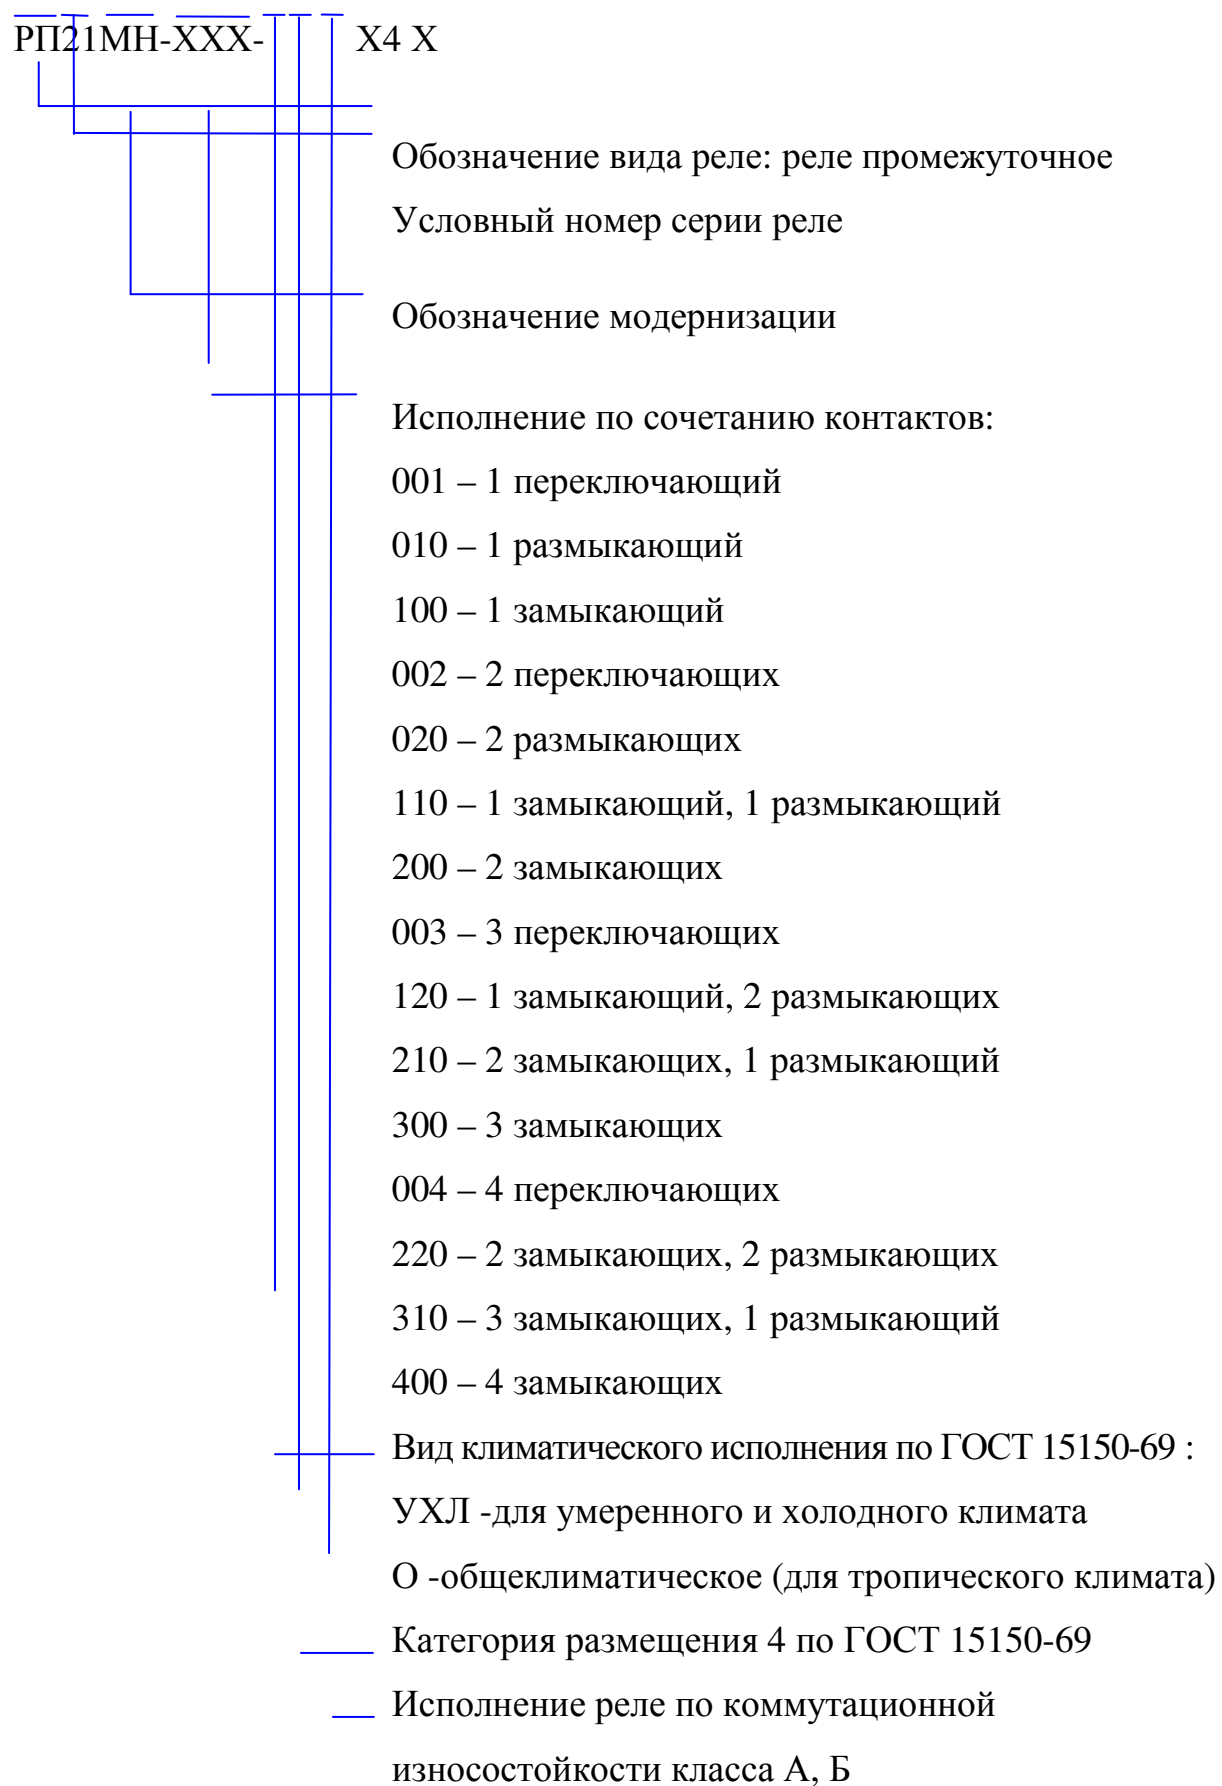 РП21МН-ХХХ- Х4 Х
Обозначение вида реле: реле промежуточное
Условный номер серии реле
Обозначение модернизации
Исполнение по сочетанию контактов:
001 – 1 переключающий
010 – 1 размыкающий
100 – 1 замыкающий
002 – 2 переключающих
020 – 2 размыкающих
110 – 1 замыкающий, 1 размыкающий
200 – 2 замыкающих
003 – 3 переключающих
120 – 1 замыкающий, 2 размыкающих
210 – 2 замыкающих, 1 размыкающий
300 – 3 замыкающих
004 – 4 переключающих
220 – 2 замыкающих, 2 размыкающих
310 – 3 замыкающих, 1 размыкающий
400 – 4 замыкающих
Вид климатического исполнения по ГОСТ 15150-69 :
УХЛ -для умеренного и холодного климата
О -общеклиматическое (для тропического климата)
Категория размещения 4 по ГОСТ 15150-69
Исполнение реле по коммутационной
износостойкости класса А, Б